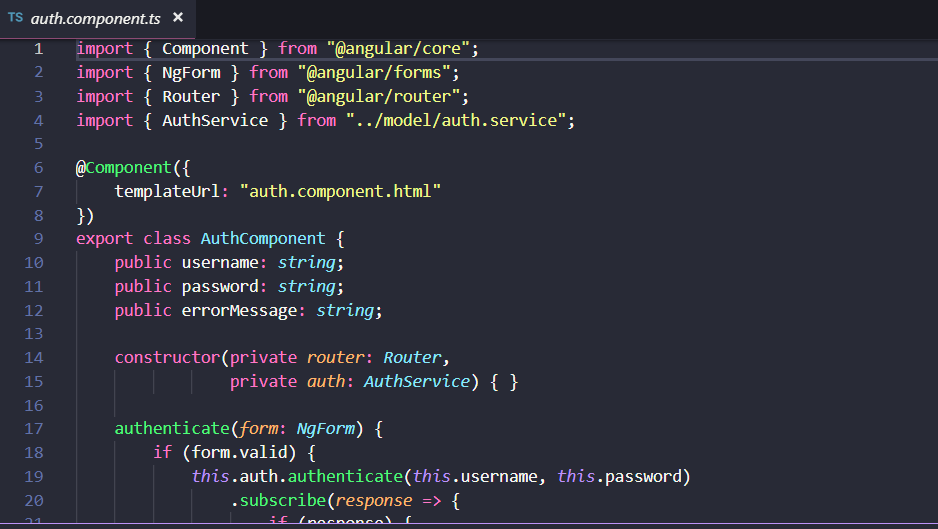 TS auth.component.ts ×
1 import { Component } from "@angular/core";
2 import { NgForm } from "@angular/forms";
3 import { Router } from "@angular/router";
4 import { AuthService } from "../model/auth.service";
5
6 @Component({
7     templateUrl: "auth.component.html"
8 })
9 export class AuthComponent {
10     public username: string;
11     public password: string;
12     public errorMessage: string;
13
14     constructor(private router: Router,
15                 private auth: AuthService) { }
16
17     authenticate(form: NgForm) {
18         if (form.valid) {
19             this.auth.authenticate(this.username, this.password)
20                 .subscribe(response => {
21                     if (response) {